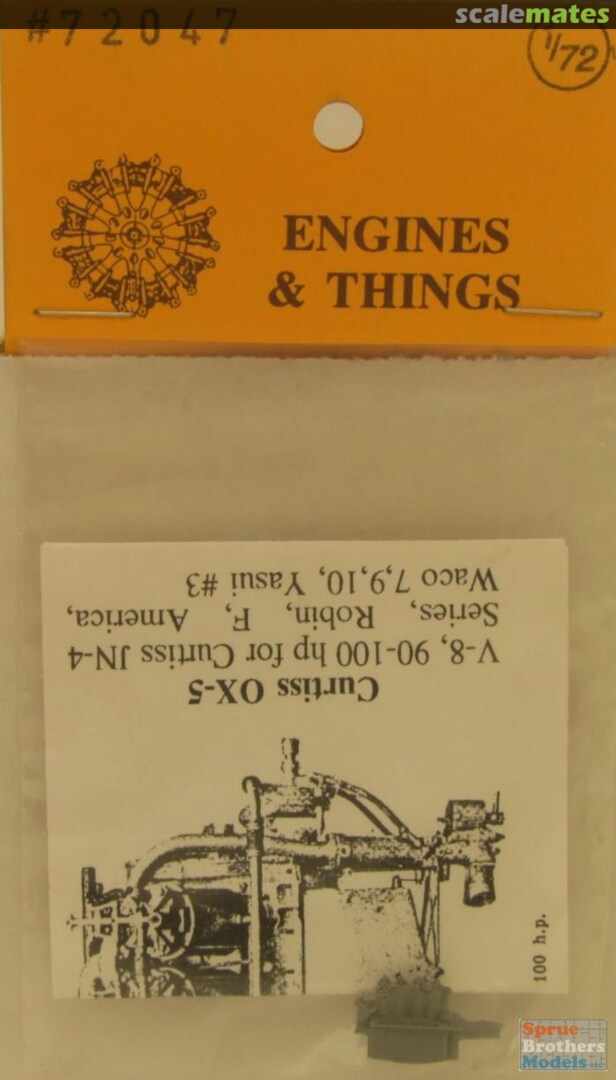 scalemates
#72047
1/72
ENGINES
& THINGS
Curtiss OX-5
V-8, 90-100 hp for Curtiss JN-4
Series, Robin, F, America,
Waco 7,9,10, Yasui #3
100 h.p.
Sprue
Brothers
Models LLC